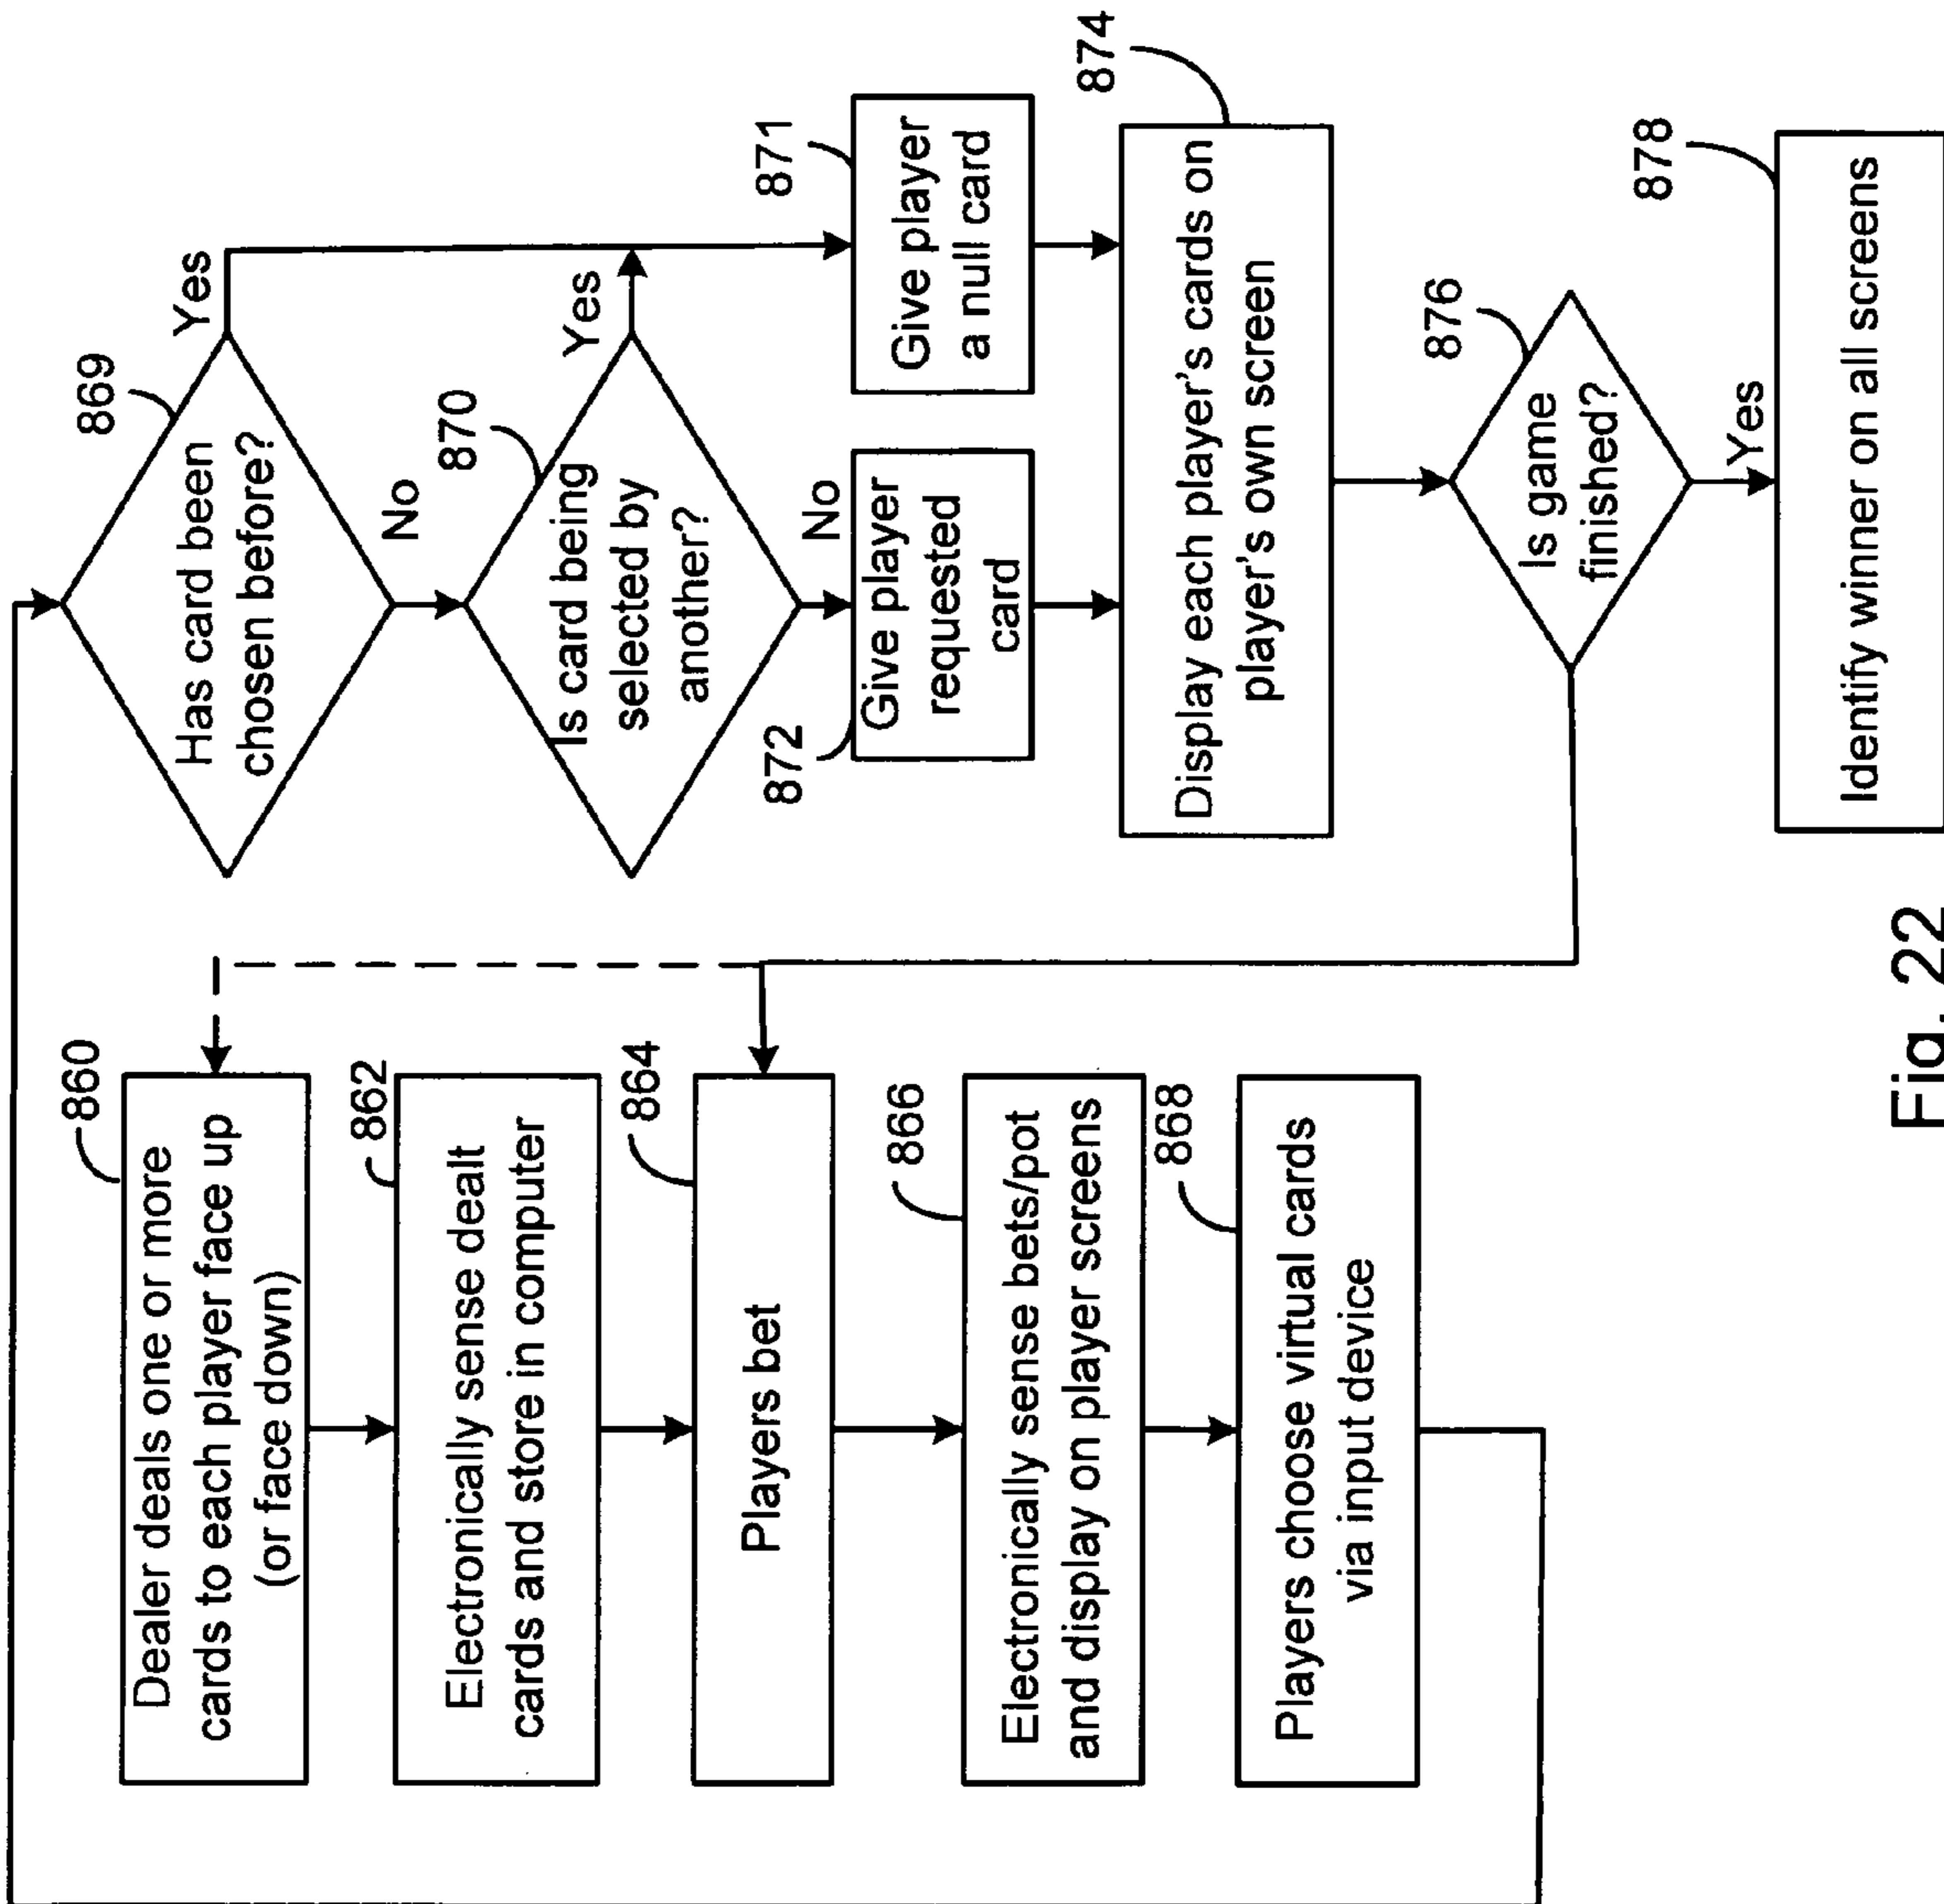 860
Dealer deals one or more
cards to each player face up
(or face down)
862
Electronically sense dealt
cards and store in computer
864
Players bet
866
Electronically sense bets/pot
and display on player screens
868
Players choose virtual cards
via input device
869
Has card been
chosen before?
Yes
No
870
Is card being
selected by
another?
Yes
No
872
Give player
requested
card
871
Give player
a null card
874
Display each player's cards on
player's own screen
876
Is game
finished?
Yes
878
Identify winner on all screens
Fig. 22